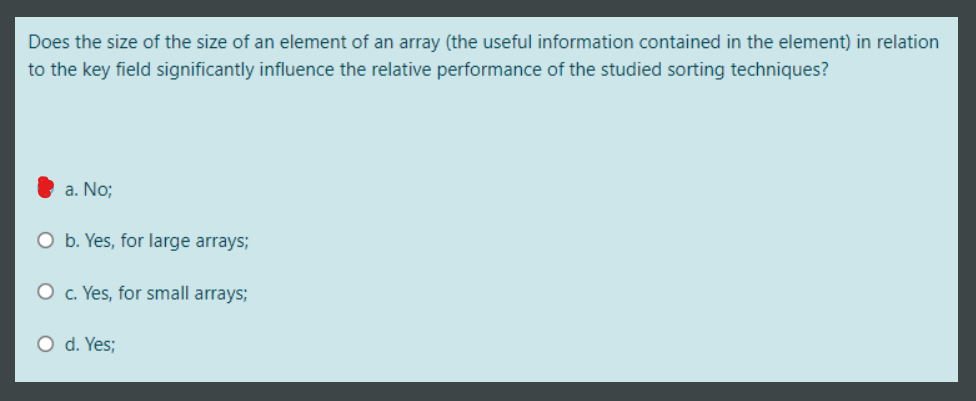 Does the size of the size of an element of an array (the useful information contained in the element) in relation
to the key field significantly influence the relative performance of the studied sorting techniques?
a. No;
b. Yes, for large arrays;
c. Yes, for small arrays;
d. Yes;